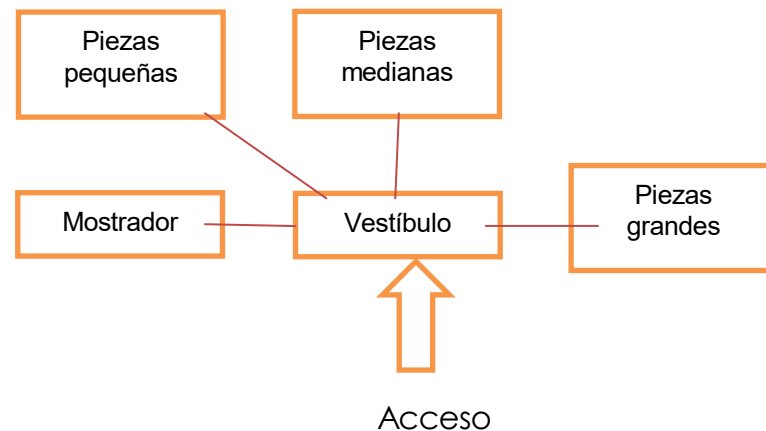 Piezas
pequeñas
Piezas
medianas
Mostrador
Vestíbulo
Piezas
grandes
Acceso